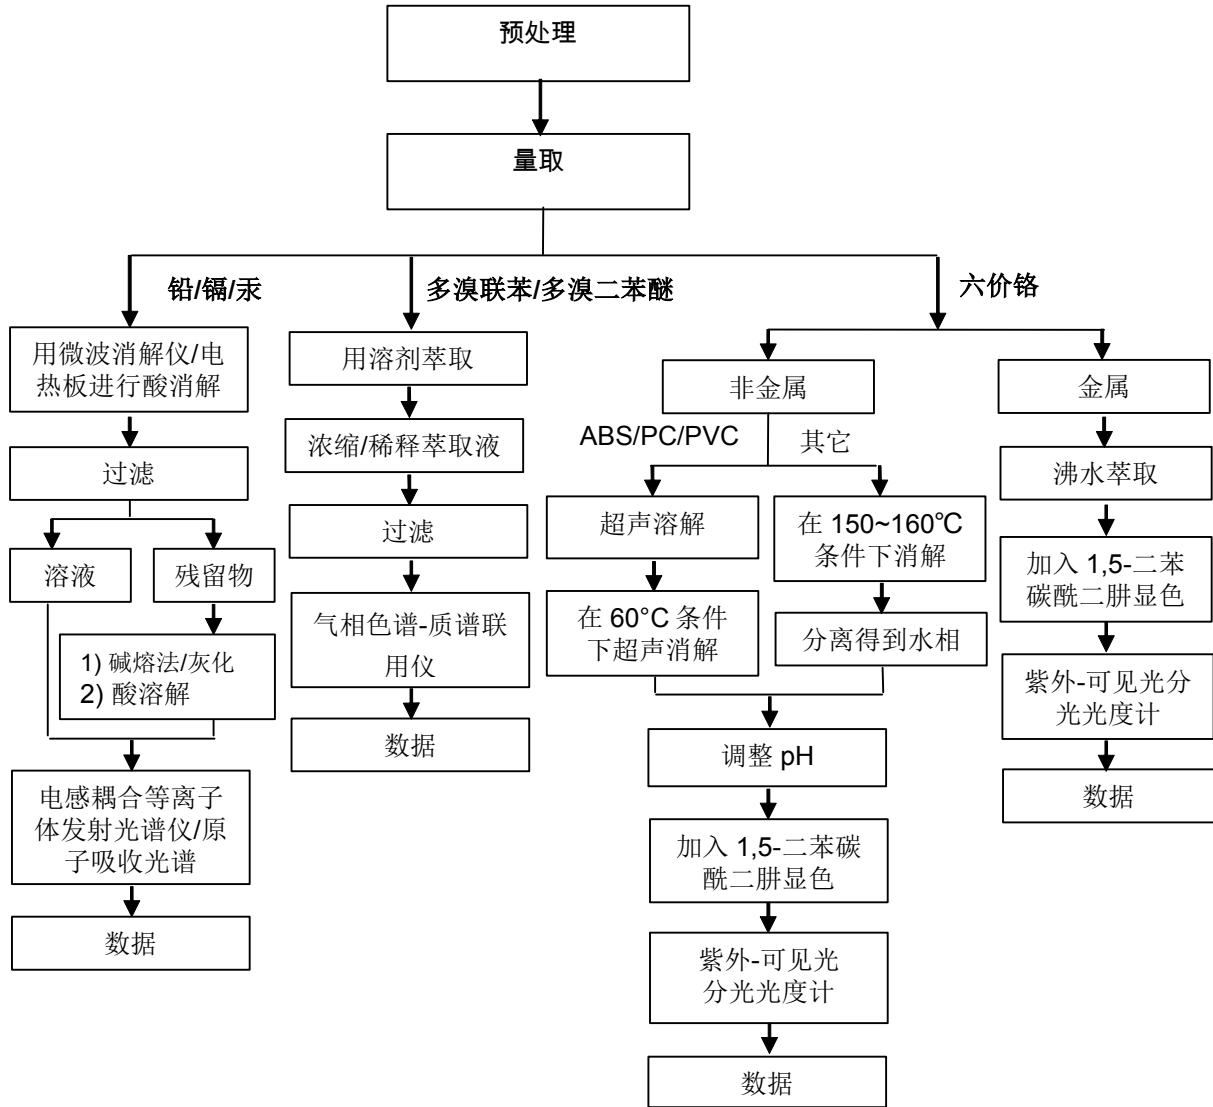 预处理
量取
铅/镉/汞
多溴联苯/多溴二苯醚
六价铬
用微波消解仪/电
热板进行酸消解
过滤
溶液
残留物
1) 碱熔法/灰化
2) 酸溶解
电感耦合等离子
体发射光谱仪/原
子吸收光谱
数据
用溶剂萃取
浓缩/稀释萃取液
过滤
气相色谱-质谱联
用仪
数据
非金属
ABS/PC/PVC
其它
超声溶解
在 60°C 条件
下超声消解
在 150~160℃
条件下消解
分离得到水相
调整 pH
加入 1,5-二苯碳
酰二肼显色
紫外-可见光
分光光度计
数据
金属
沸水萃取
加入 1,5-二苯
碳酰二肼显色
紫外-可见光分
光光度计
数据